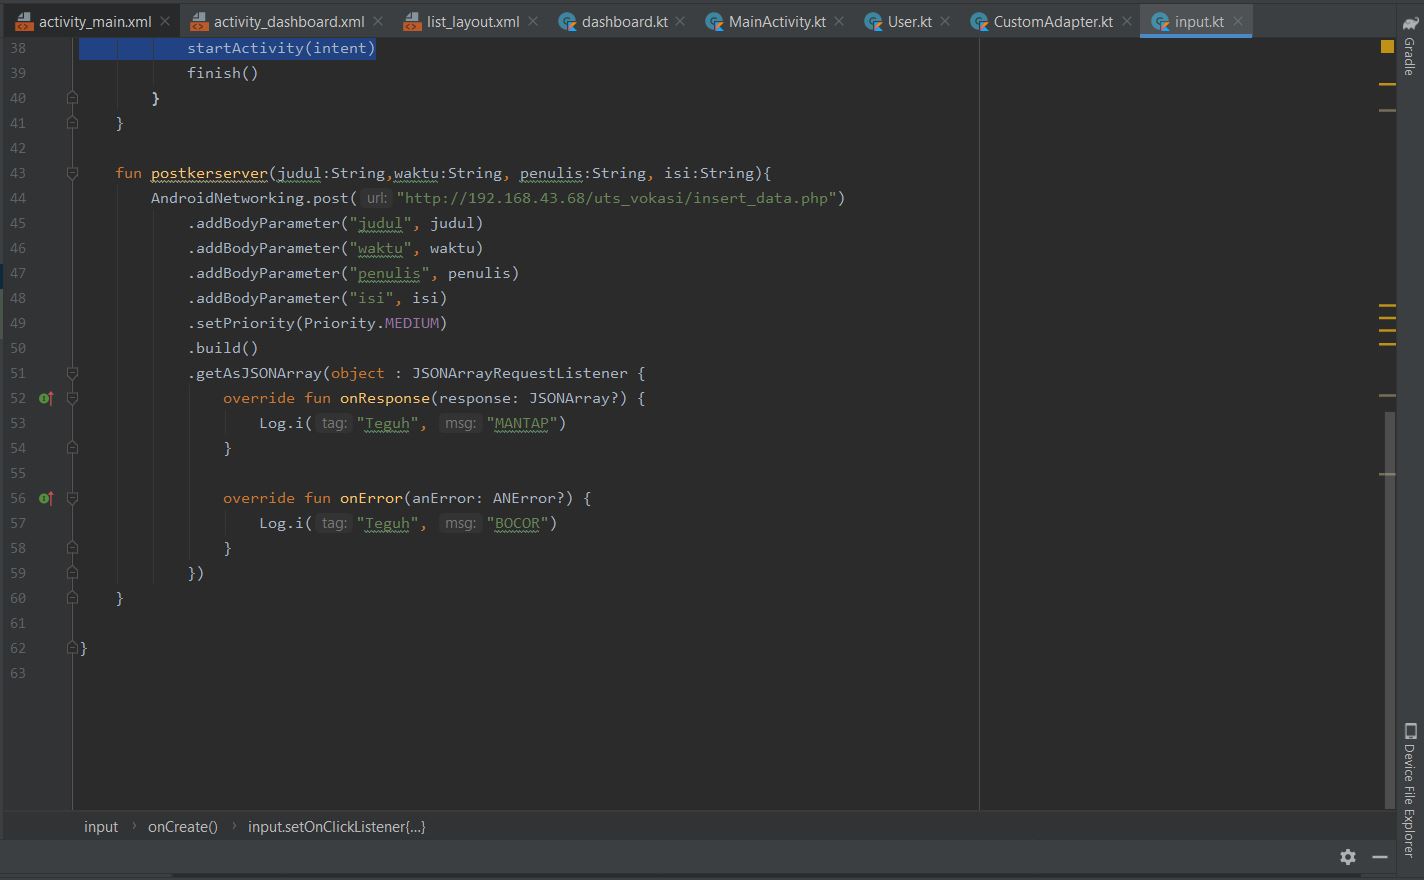 activity_main.xml activity_dashboard.xml list_layout.xml dashboard.kt MainActivity.kt User.kt CustomAdapter.kt input.kt
Gradle
38 startActivity(intent)
39 finish()
40 }
41 }
42
43 fun postkerserver(judul:String,waktu:String, penulis:String, isi:String){
44 AndroidNetworking.post( url: "http://192.168.43.68/uts_vokasi/insert_data.php")
45 .addBodyParameter("judul", judul)
46 .addBodyParameter("waktu", waktu)
47 .addBodyParameter("penulis", penulis)
48 .addBodyParameter("isi", isi)
49 .setPriority(Priority.MEDIUM)
50 .build()
51 .getAsJSONArray(object : JSONArrayRequestListener {
52 override fun onResponse(response: JSONArray?) {
53 Log.i( tag: "Teguh", msg: "MANTAP")
54 }
55
56 override fun onError(anError: ANError?) {
57 Log.i( tag: "Teguh", msg: "BOCOR")
58 }
59 })
60 }
61
62 }
63
Device File Explorer
input › onCreate() › input.setOnClickListener{...}